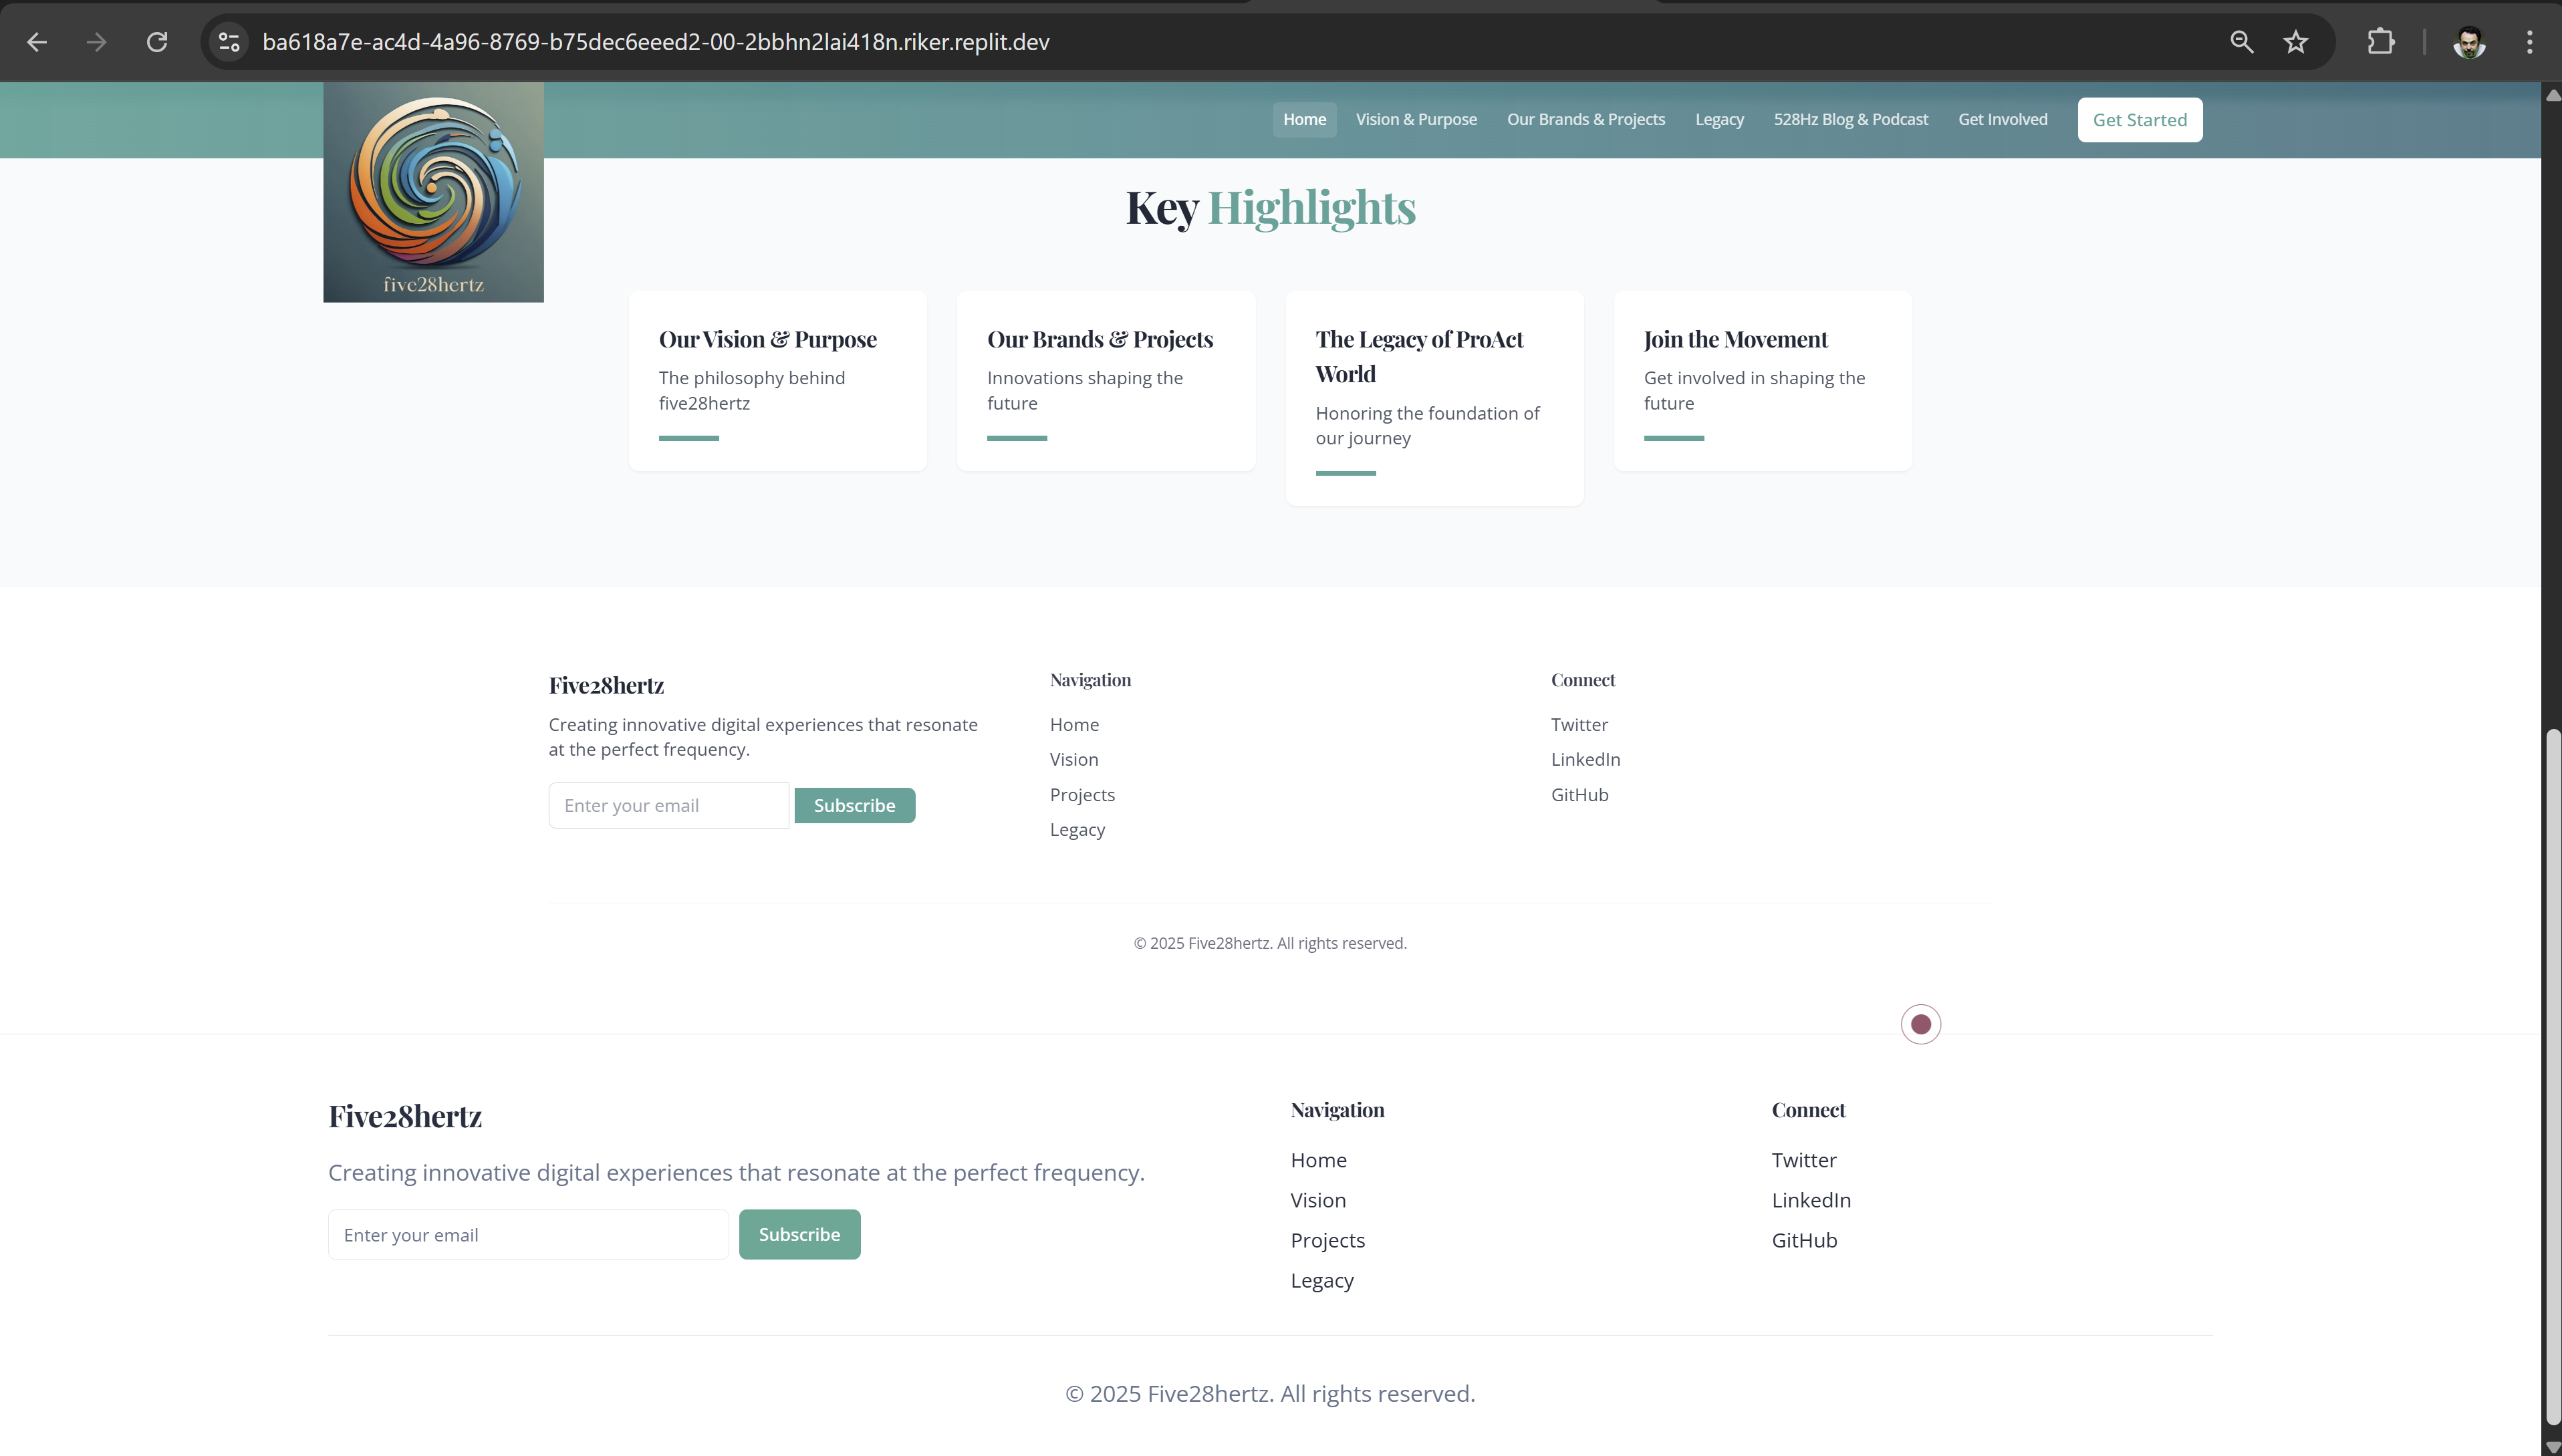 ba618a7e-ac4d-4a96-8769-b75dec6eeed2-00-2bbhn2lai418n.riker.replit.dev
five28hertz
Home
Vision & Purpose
Our Brands & Projects
Legacy
528Hz Blog & Podcast
Get Involved
Get Started
Key Highlights
Our Vision & Purpose
The philosophy behind
five28hertz
Our Brands & Projects
Innovations shaping the
future
The Legacy of ProAct
World
Honoring the foundation of
our journey
Join the Movement
Get involved in shaping the
future
Five28hertz
Creating innovative digital experiences that resonate
at the perfect frequency.
Enter your email
Subscribe
Navigation
Home
Vision
Projects
Legacy
Connect
Twitter
LinkedIn
GitHub
© 2025 Five28hertz. All rights reserved.
Five28hertz
Creating innovative digital experiences that resonate at the perfect frequency.
Enter your email
Subscribe
Navigation
Home
Vision
Projects
Legacy
Connect
Twitter
LinkedIn
GitHub
© 2025 Five28hertz. All rights reserved.